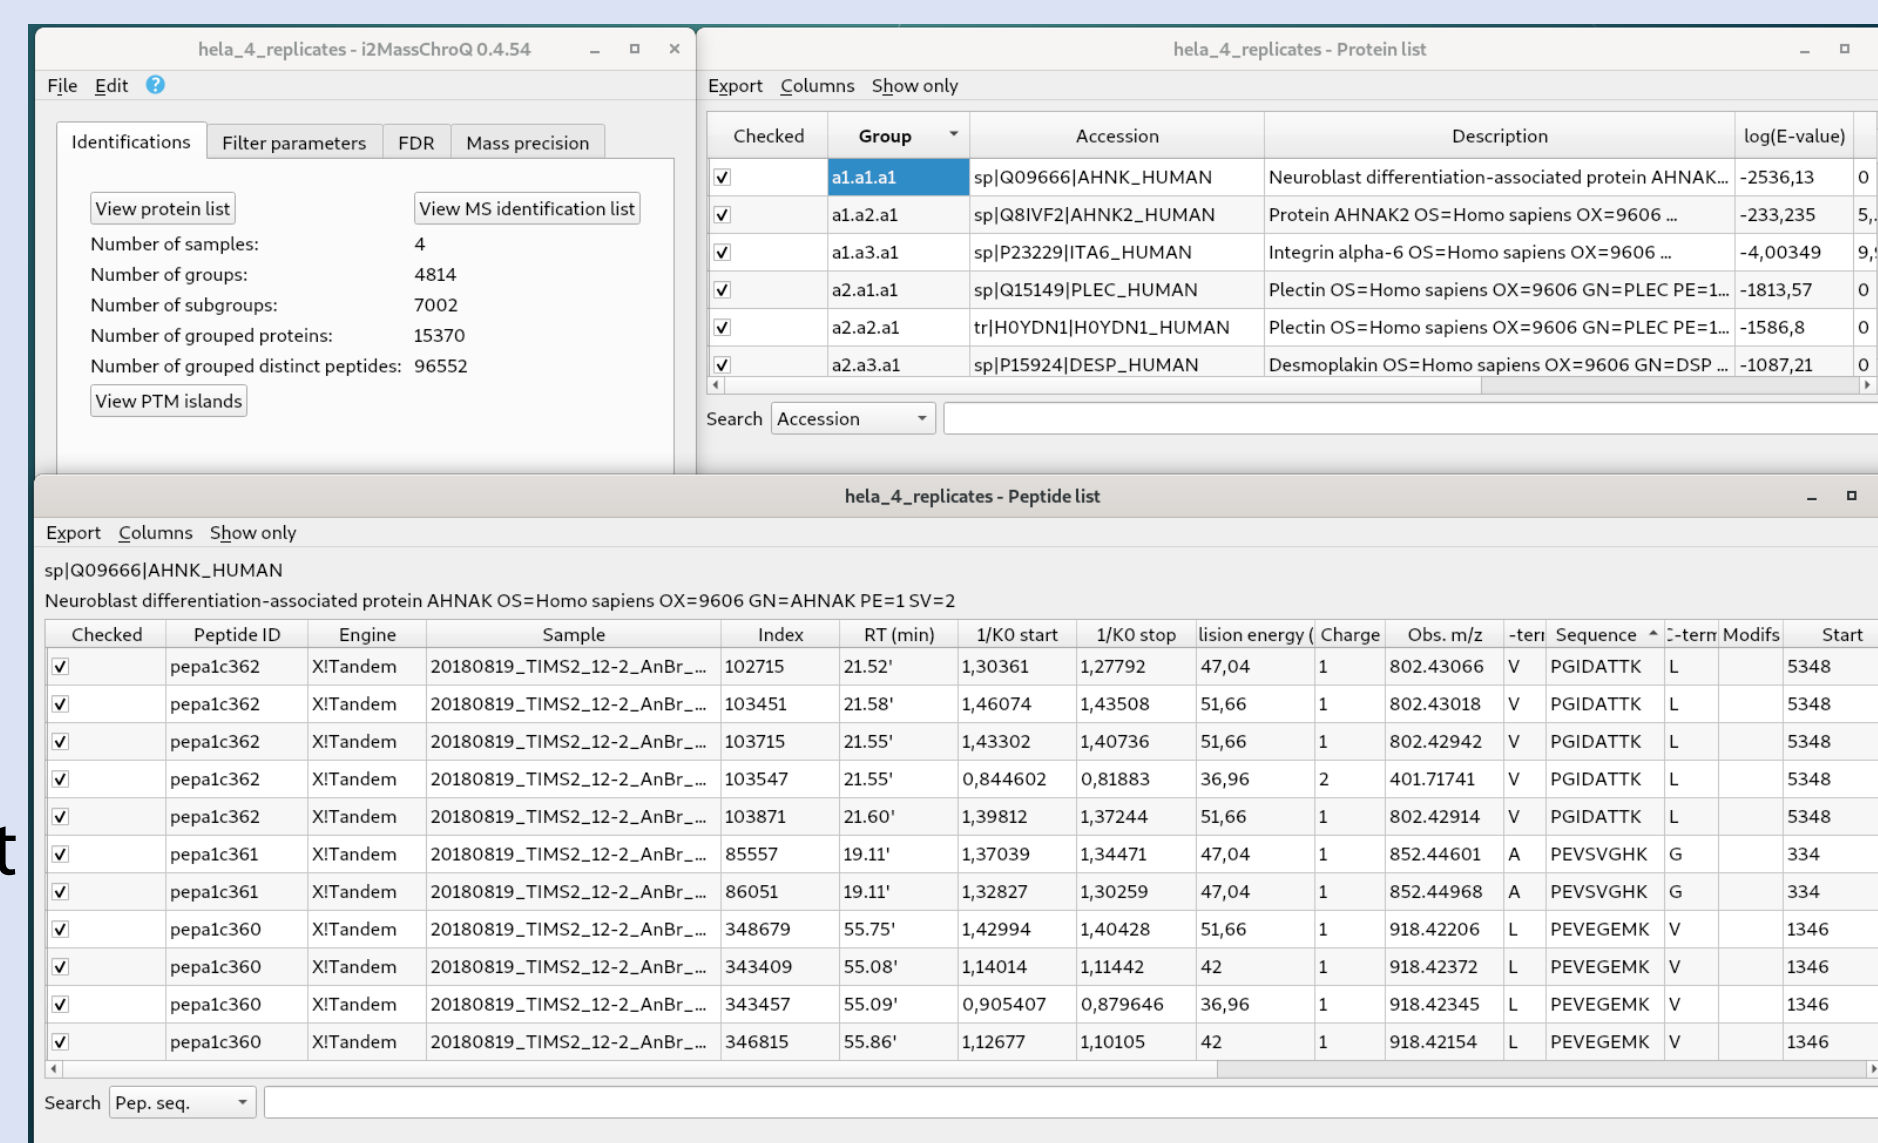 hela_4_replicates - i2MassChroQ 0.4.54
File Edit
Identifications Filter parameters FDR Mass precision
View protein list View MS identification list
Number of samples: 4
Number of groups: 4814
Number of subgroups: 7002
Number of grouped proteins: 15370
Number of grouped distinct peptides: 96552
View PTM islands
hela_4_replicates - Protein list
Export Columns Show only
Checked Group Accession Description log(E-value)
a1.a1.a1 sp|Q09666|AHNK_HUMAN Neuroblast differentiation-associated protein AHNAK... -2536,13 0
a1.a2.a1 sp|Q8IVF2|AHNK2_HUMAN Protein AHNAK2 OS=Homo sapiens OX=9606 ... -233,235 5,.
a1.a3.a1 sp|P23229|ITA6_HUMAN Integrin alpha-6 OS=Homo sapiens OX=9606 ... -4,00349 9,
a2.a1.a1 sp|Q15149|PLEC_HUMAN Plectin OS=Homo sapiens OX=9606 GN=PLEC PE=1... -1813,57 0
a2.a2.a1 tr|H0YDN1|H0YDN1_HUMAN Plectin OS=Homo sapiens OX=9606 GN=PLEC PE=1... -1586,8 0
a2.a3.a1 sp|P15924|DESP_HUMAN Desmoplakin OS=Homo sapiens OX=9606 GN=DSP ... -1087,21 0
Search Accession
hela_4_replicates - Peptide list
Export Columns Show only
sp|Q09666|AHNK_HUMAN
Neuroblast differentiation-associated protein AHNAK OS=Homo sapiens OX=9606 GN=AHNAK PE=1 SV=2
Checked Peptide ID Engine Sample Index RT (min) 1/K0 start 1/K0 stop lision energy ( Charge Obs. m/z -terr Sequence -term Modifs Start
pepa1c362 X!Tandem 20180819_TIMS2_12-2_AnBr_... 102715 21.52' 1,30361 1,27792 47,04 1 802.43066 V PGIDATTK L 5348
pepa1c362 X!Tandem 20180819_TIMS2_12-2_AnBr_... 103451 21.58' 1,46074 1,43508 51,66 1 802.43018 V PGIDATTK L 5348
pepa1c362 X!Tandem 20180819_TIMS2_12-2_AnBr_... 103715 21.55' 1,43302 1,40736 51,66 1 802.42942 V PGIDATTK L 5348
pepa1c362 X!Tandem 20180819_TIMS2_12-2_AnBr_... 103547 21.55' 0,844602 0,81883 36,96 2 401.71741 V PGIDATTK L 5348
pepa1c362 X!Tandem 20180819_TIMS2_12-2_AnBr_... 103871 21.60' 1,39812 1,37244 51,66 1 802.42914 V PGIDATTK L 5348
t
pepa1c361 X!Tandem 20180819_TIMS2_12-2_AnBr_... 85557 19.11' 1,37039 1,34471 47,04 1 852.44601 A PEVSVGHK G 334
pepa1c361 X!Tandem 20180819_TIMS2_12-2_AnBr_... 86051 19.11' 1,32827 1,30259 47,04 1 852.44968 A PEVSVGHK G 334
pepa1c360 X!Tandem 20180819_TIMS2_12-2_AnBr_... 348679 55.75' 1,42994 1,40428 51,66 1 918.42206 L PEVEGEMK V 1346
pepa1c360 X!Tandem 20180819_TIMS2_12-2_AnBr_... 343409 55.08' 1,14014 1,11442 42 1 918.42372 L PEVEGEMK V 1346
pepa1c360 X!Tandem 20180819_TIMS2_12-2_AnBr_... 343457 55.09' 0,905407 0,879646 36,96 1 918.42345 L PEVEGEMK V 1346
pepa1c360 X!Tandem 20180819_TIMS2_12-2_AnBr_... 346815 55.86' 1,12677 1,10105 42 1 918.42154 L PEVEGEMK V 1346
Search Pep. seq.